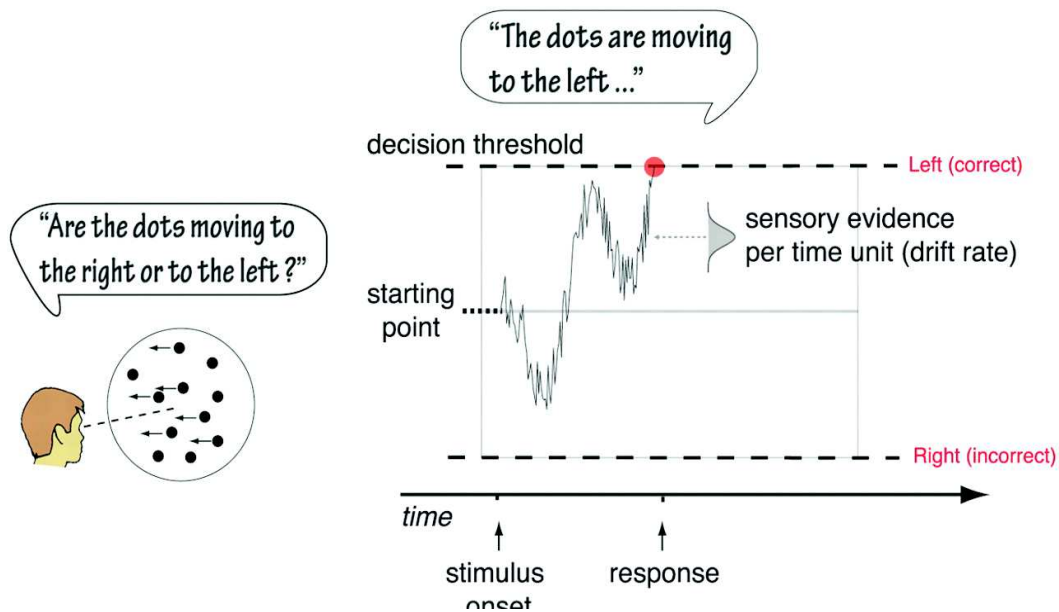 “The dots are moving
to the left ...”
decision threshold
Left (correct)
“Are the dots moving to
the right or to the left ?”
sensory evidence
per time unit (drift rate)
starting
point
Right (incorrect)
time
stimulus
onset
response